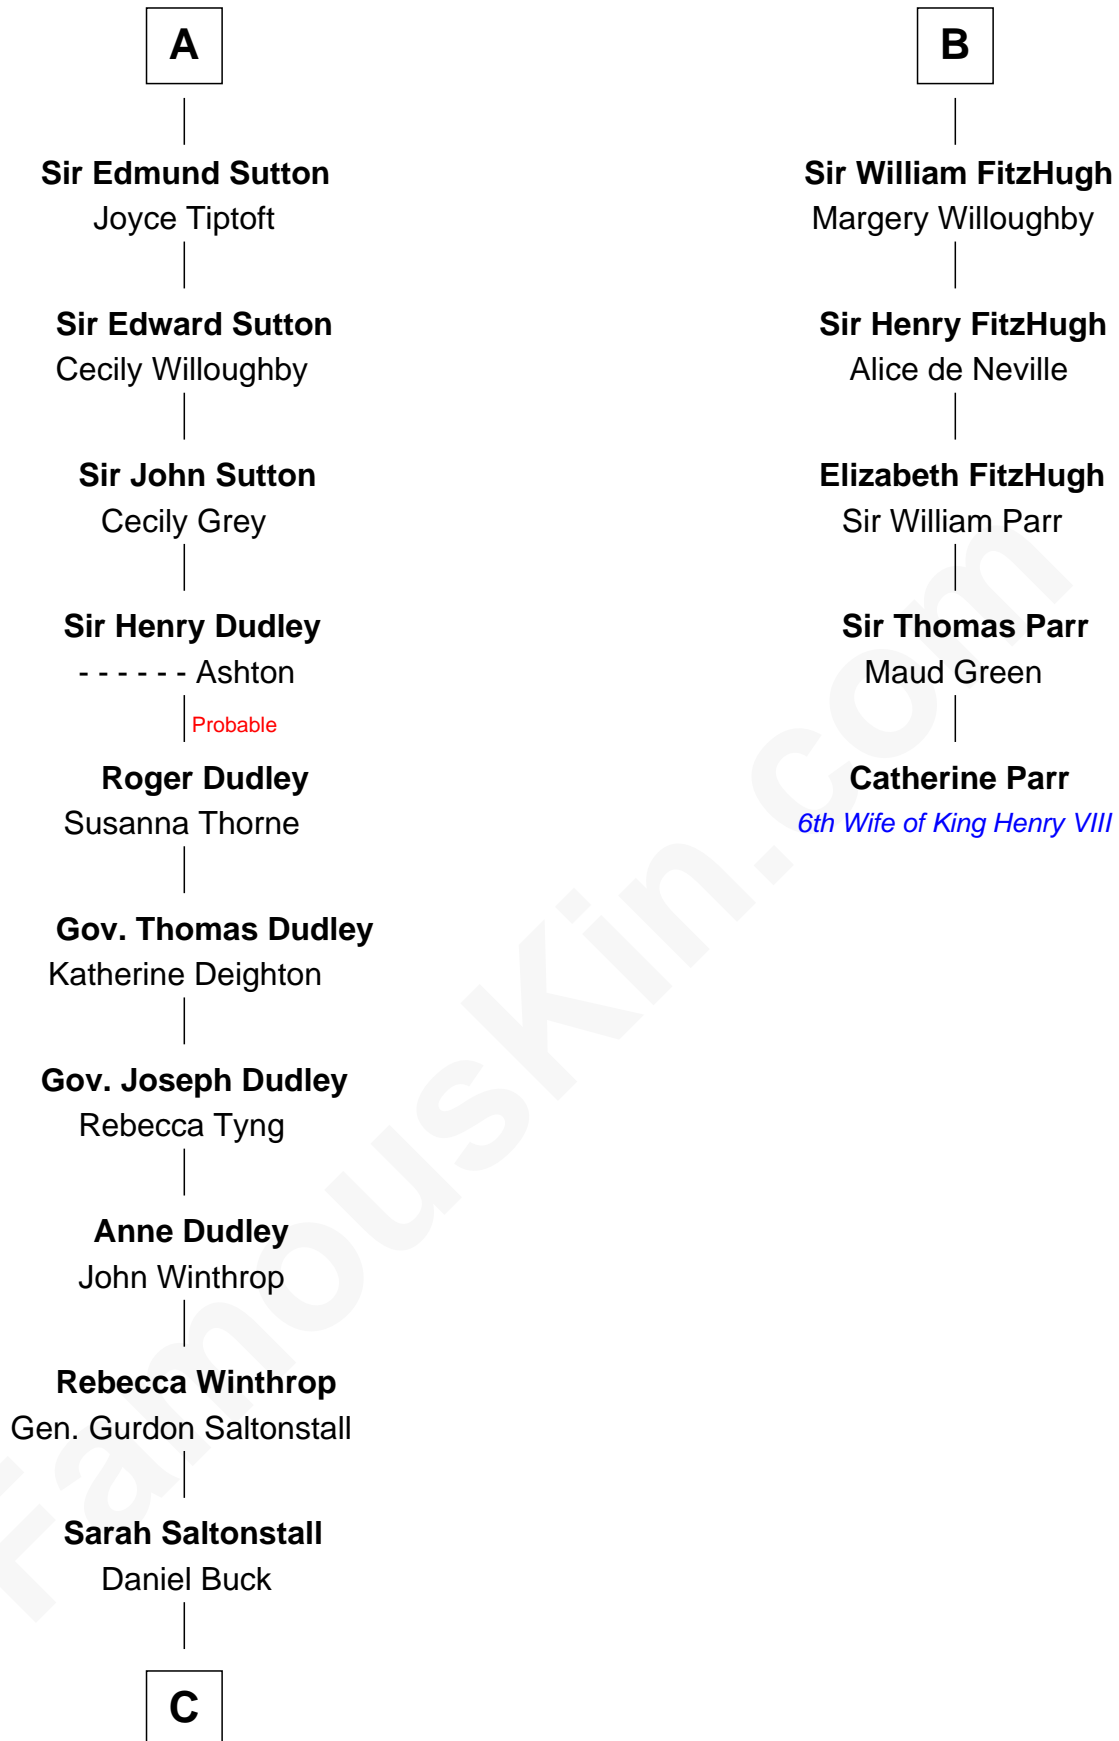 A
Sir Edmund Sutton
Joyce Tiptoft
Sir Edward Sutton
Cecily Willoughby
Sir John Sutton
Cecily Grey
Sir Henry Dudley
- - - - - - Ashton
Probable
Roger Dudley
Susanna Thorne
Gov. Thomas Dudley
Katherine Deighton
Gov. Joseph Dudley
Rebecca Tyng
Anne Dudley
John Winthrop
Rebecca Winthrop
Gen. Gurdon Saltonstall
Sarah Saltonstall
Daniel Buck
C
B
Sir William FitzHugh
Margery Willoughby
Sir Henry FitzHugh
Alice de Neville
Elizabeth FitzHugh
Sir William Parr
Sir Thomas Parr
Maud Green
Catherine Parr
6th Wife of King Henry VIII
FamousKin.com